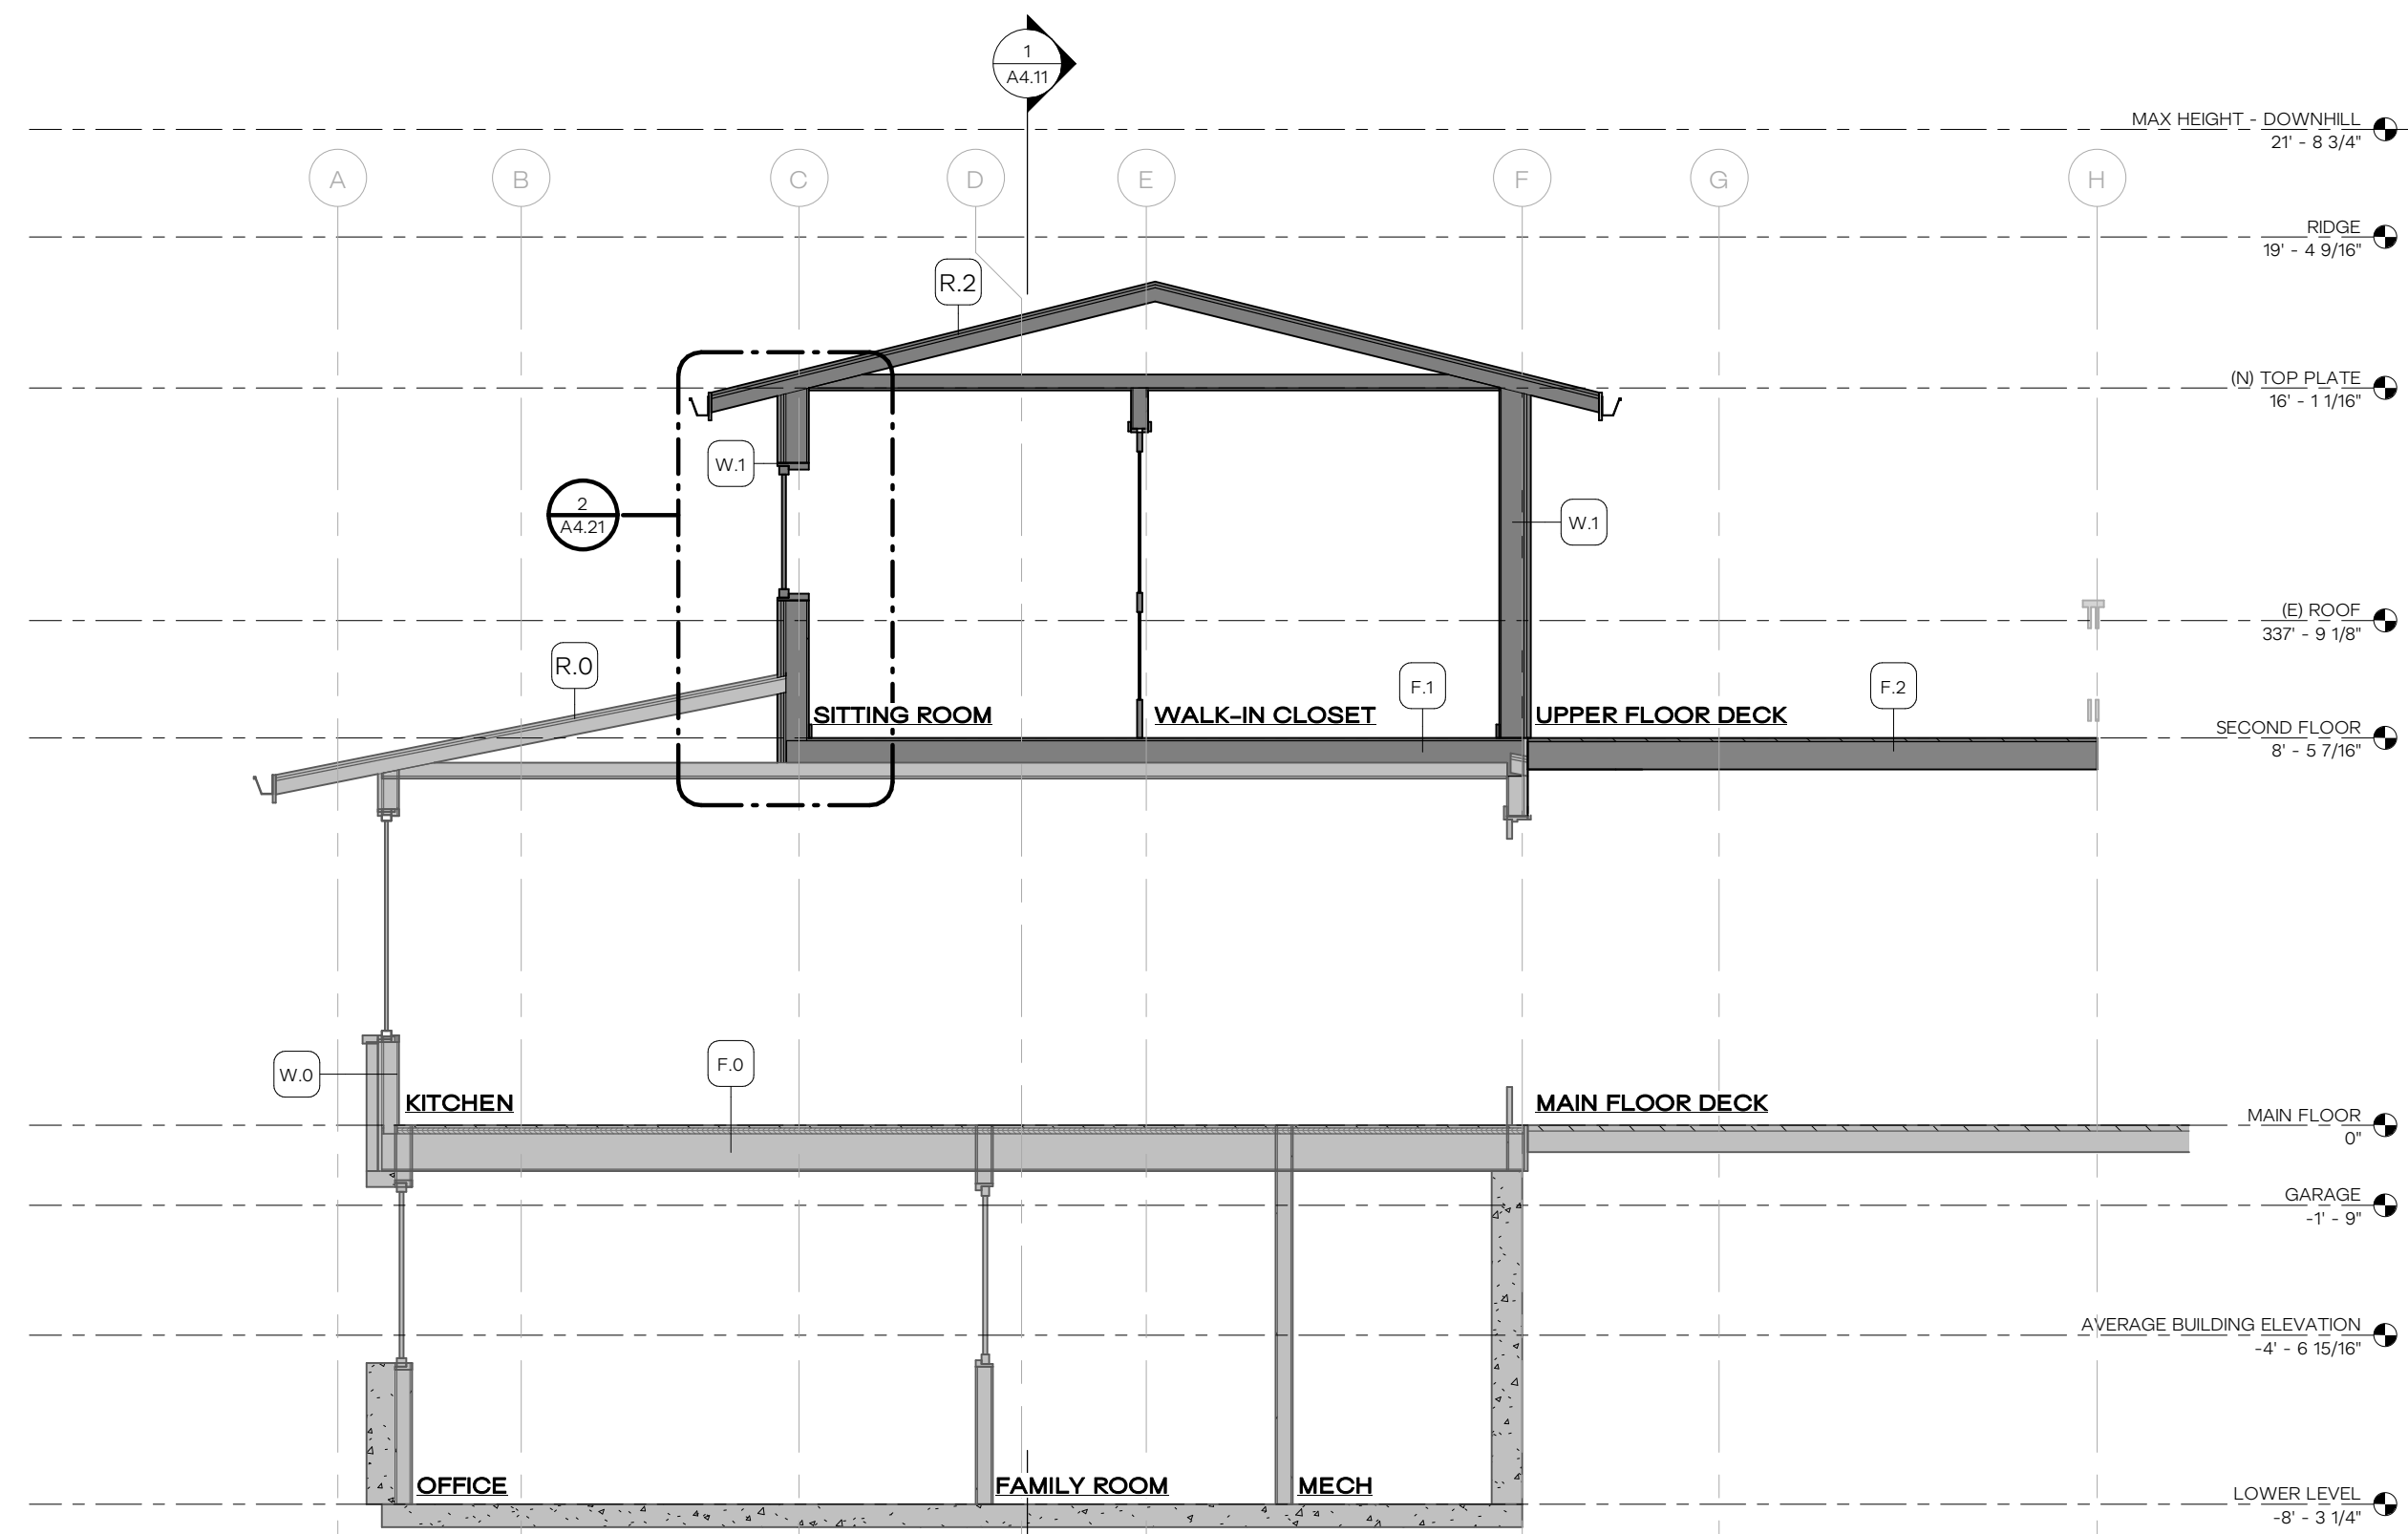 1
A4.11
MAX HEIGHT - DOWNHILL
21' - 8 3/4"
A
B
C
D
E
F
G
H
RIDGE
19' - 4 9/16"
R.2
(N) TOP PLATE
16' - 1 1/16"
W.1
2
A4.21
W.1
(E) ROOF
337' - 9 1/8"
R.0
F.1
F.2
SITTING ROOM
WALK-IN CLOSET
UPPER FLOOR DECK
SECOND FLOOR
8' - 5 7/16"
W.0
F.0
KITCHEN
MAIN FLOOR DECK
MAIN FLOOR
0"
GARAGE
-1' - 9"
AVERAGE BUILDING ELEVATION
-4' - 6 15/16"
OFFICE
FAMILY ROOM
MECH
LOWER LEVEL
-8' - 3 1/4"